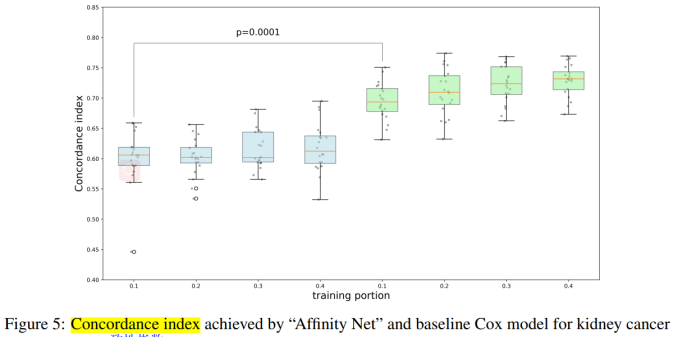 0.85
p=0.0001
0.80
0.75
0.70
0.65
0.60
0.55
0.50
0.45
0.40
Concordance index
0.1 0.2 0.3 0.4 0.1 0.2 0.3 0.4
training portion
Figure 5: Concordance index achieved by “Affinity Net” and baseline Cox model for kidney cancer